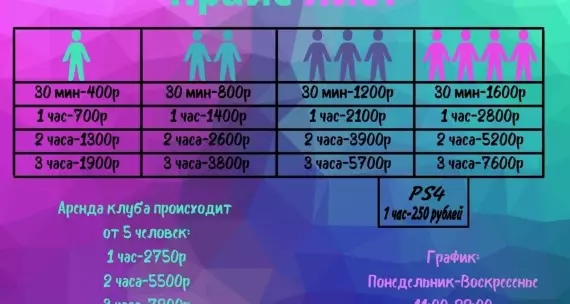 Прайс Лист
30 мин-400р 30 мин-800р 30 мин-1200р 30 мин-1600р
1 час-700р 1 час-1400р 1 час-2100р 1 час-2800р
2 часа-1300р 2 часа-2600р 2 часа-3900р 2 часа-5200р
3 часа-1900р 3 часа-3800р 3 часа-5700р 3 часа-7600р
PS4
1 час-250 рублей
Аренда клуба происходит
от 5 человек:
1 час-2750р
2 часа-5500р
График:
Понедельник-Воскресенье